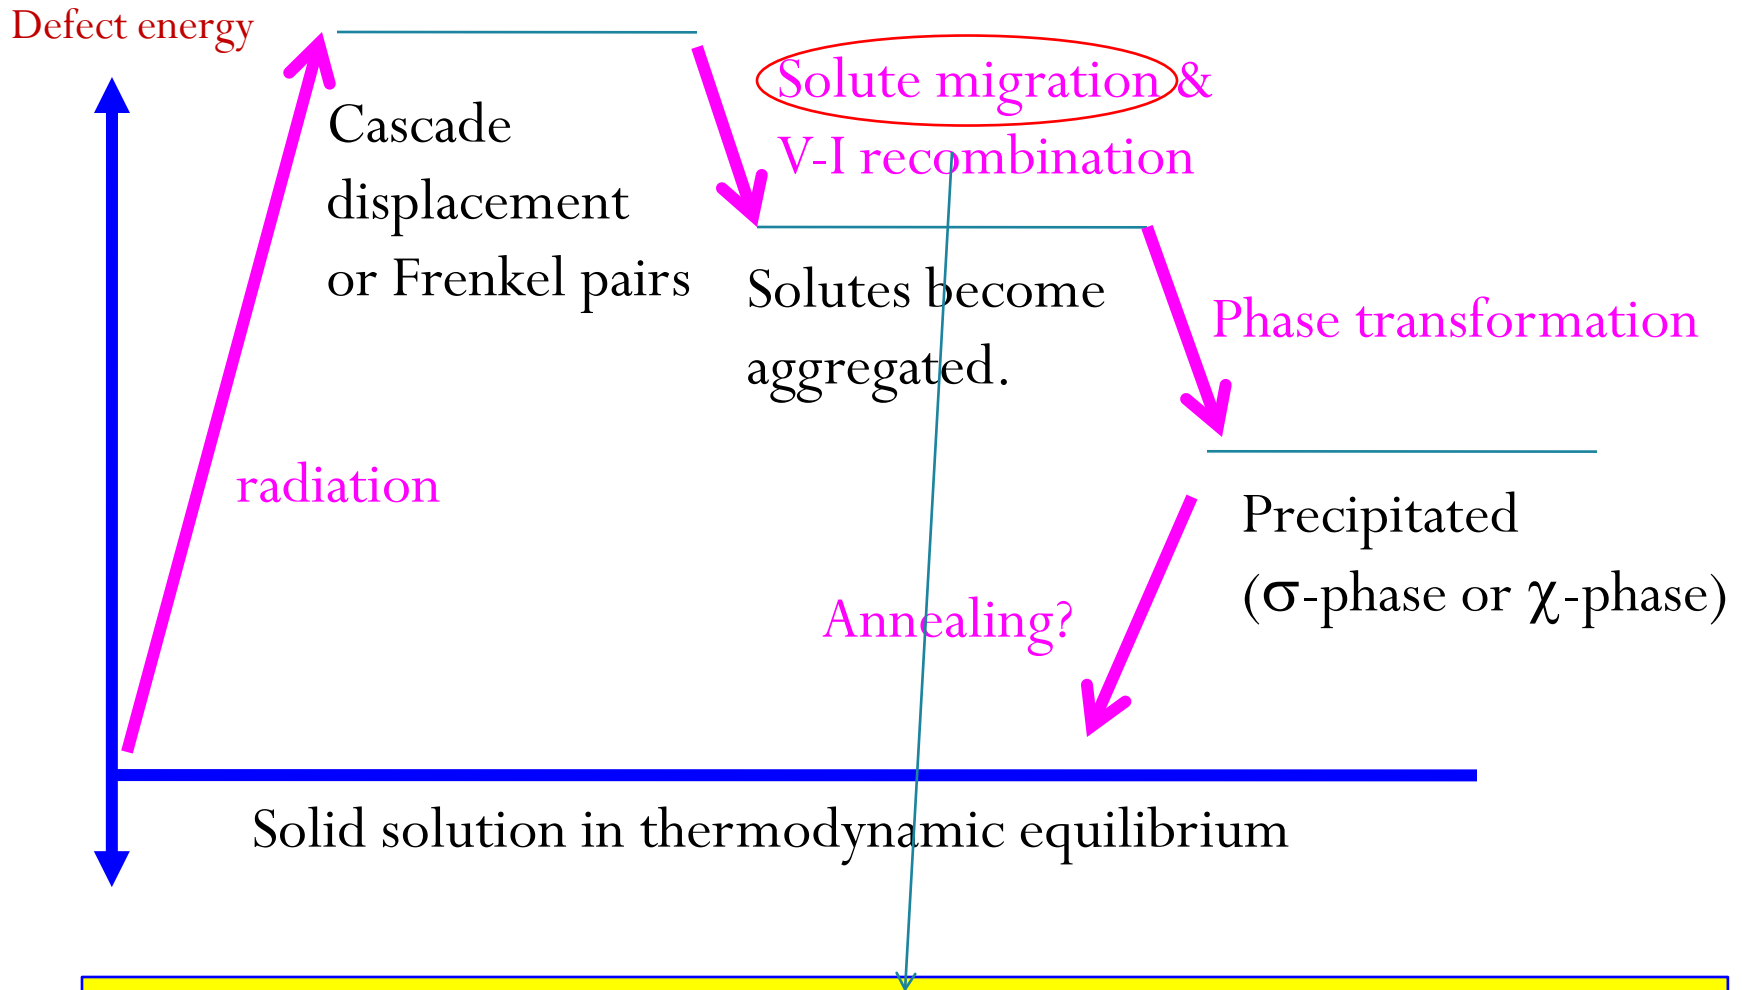 Defect energy
Cascade
displacement
or Frenkel pairs
Solute migration &
V-I recombination
Solutes become
aggregated.
Phase transformation
radiation
Precipitated
(σ-phase or χ-phase)
Annealing?
Solid solution in thermodynamic equilibrium